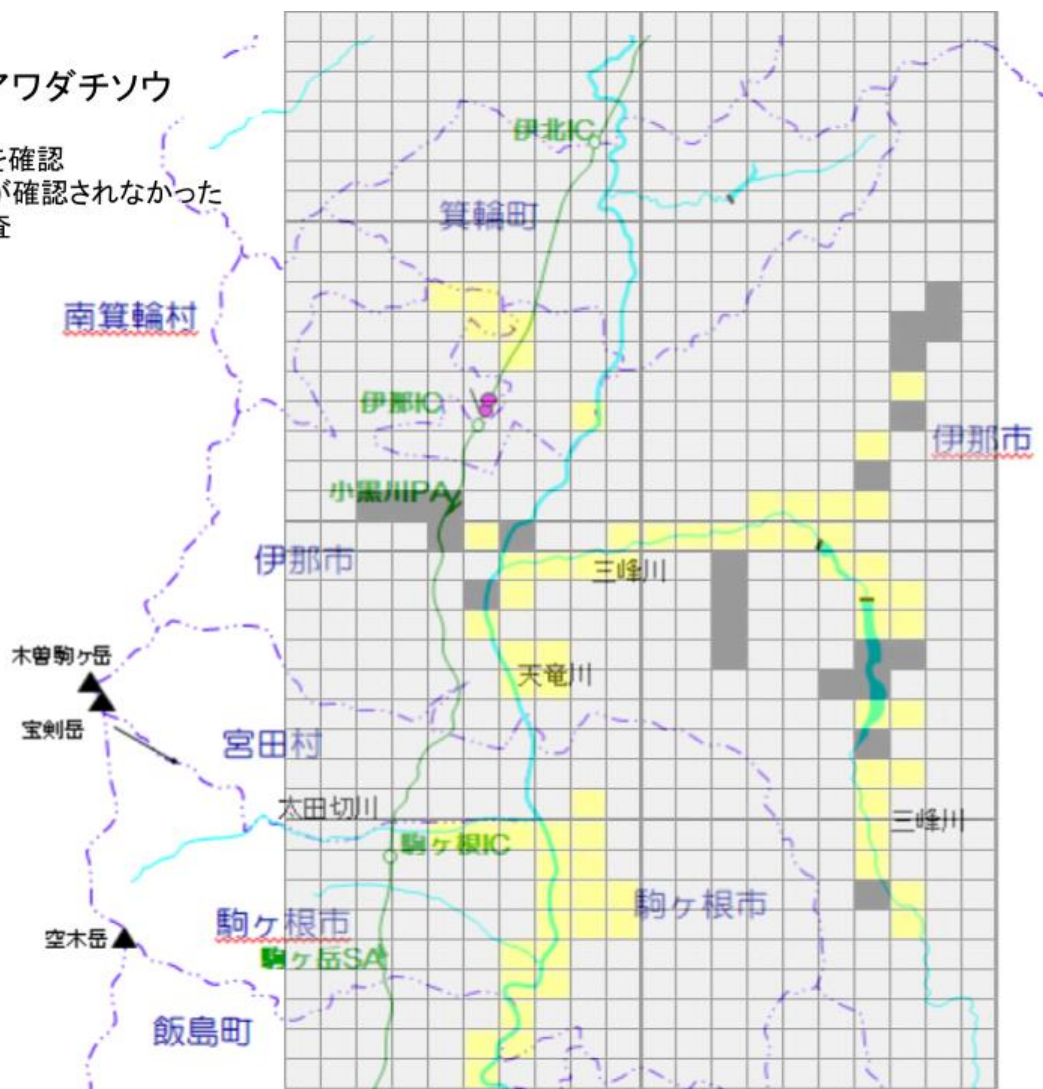 アワダチソウ
を確認
が確認されなかった
査
伊北IC
箕輪町
南箕輪村
伊那IC
伊那市
小黒川PA
伊那市
三峰川
木曽駒ヶ岳
天竜川
宝剣岳
宮田村
太田切川
三峰川
駒ヶ根IC
駒ヶ根市
駒ヶ根市
空木岳
駒ヶ岳SA
飯島町